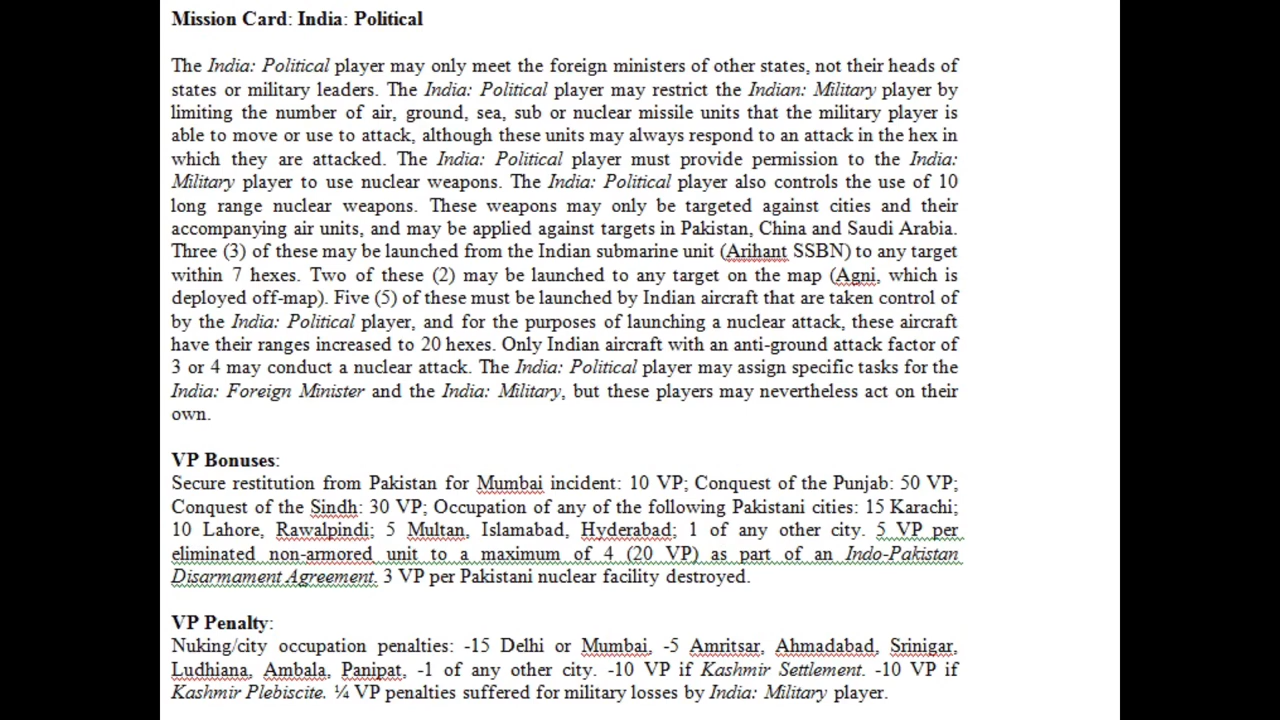 Mission Card: India: Political
The India: Political player may only meet the foreign ministers of other states, not their heads of
states or military leaders. The India: Political player may restrict the Indian: Military player by
limiting the number of air, ground, sea, sub or nuclear missile units that the military player is
able to move or use to attack, although these units may always respond to an attack in the hex in
which they are attacked. The India: Political player must provide permission to the India:
Military player to use nuclear weapons. The India: Political player also controls the use of 10
long range nuclear weapons. These weapons may only be targeted against cities and their
accompanying air units, and may be applied against targets in Pakistan, China and Saudi Arabia.
Three (3) of these may be launched from the Indian submarine unit (Arihant SSBN) to any target
within 7 hexes. Two of these (2) may be launched to any target on the map (Agni, which is
deployed off-map). Five (5) of these must be launched by Indian aircraft that are taken control of
by the India: Political player, and for the purposes of launching a nuclear attack, these aircraft
have their ranges increased to 20 hexes. Only Indian aircraft with an anti-ground attack factor of
3 or 4 may conduct a nuclear attack. The India: Political player may assign specific tasks for the
India: Foreign Minister and the India: Military, but these players may nevertheless act on their
own.
VP Bonuses:
Secure restitution from Pakistan for Mumbai incident: 10 VP; Conquest of the Punjab: 50 VP;
Conquest of the Sindh: 30 VP; Occupation of any of the following Pakistani cities: 15 Karachi;
10 Lahore, Rawalpindi; 5 Multan, Islamabad, Hyderabad; 1 of any other city. 5 VP per
eliminated non-armored unit to a maximum of 4 (20 VP) as part of an Indo-Pakistan
Disarmament Agreement. 3 VP per Pakistani nuclear facility destroyed.
VP Penalty:
Nuking/city occupation penalties: -15 Delhi or Mumbai, -5 Amritsar, Ahmadabad, Srinigar,
Ludhiana, Ambala, Panipat, -1 of any other city. -10 VP if Kashmir Settlement. -10 VP if
Kashmir Plebiscite. ¼ VP penalties suffered for military losses by India: Military player.